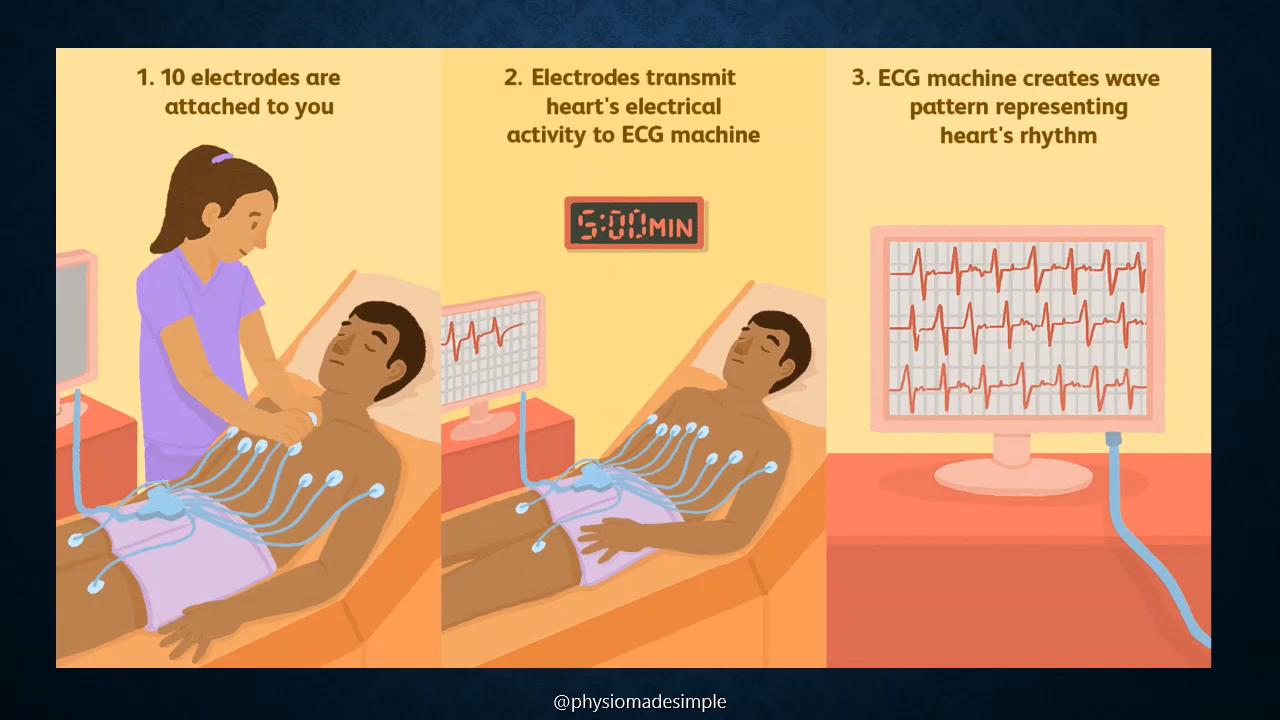 1. 10 electrodes are
attached to you
2. Electrodes transmit
heart's electrical
activity to ECG machine
5:00MIN
3. ECG machine creates wave
pattern representing
heart's rhythm
@physiomadesimple